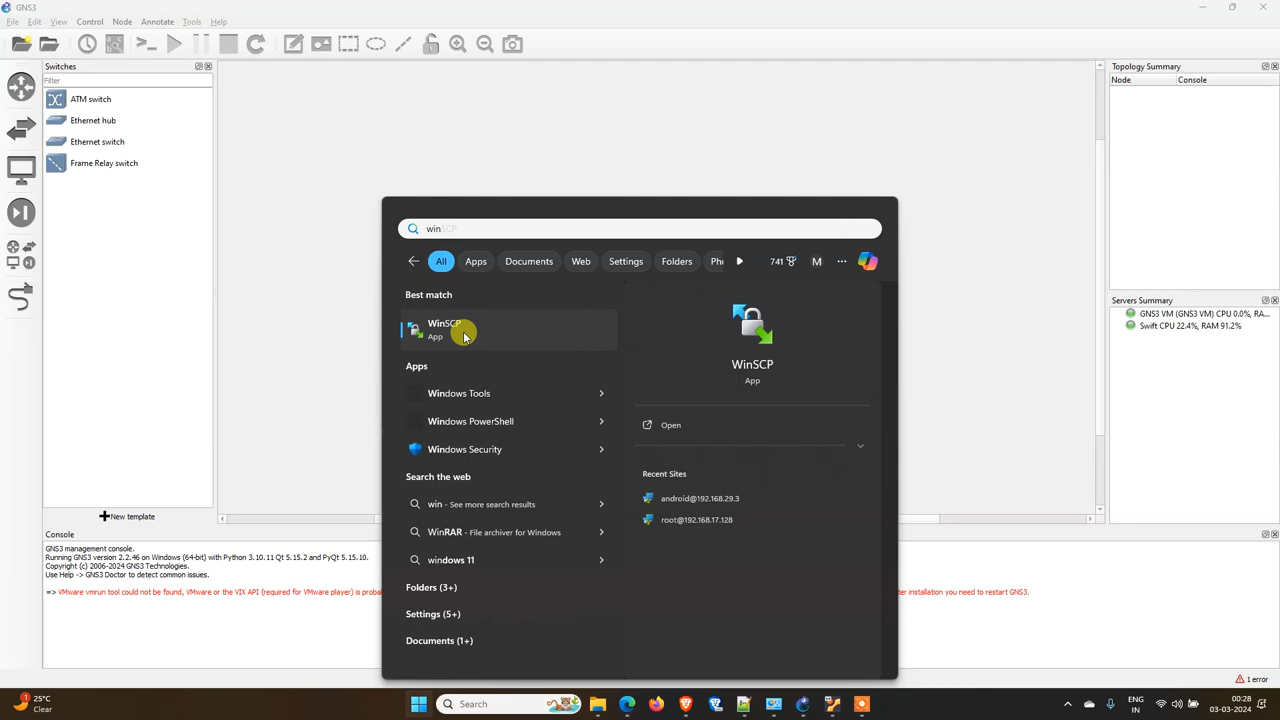 GNS3
File Edit View Control Node Annotate Tools Help
Switches
Filter
ATM switch
Ethernet hub
Ethernet switch
Frame Relay switch
New template
Topology Summary
Node Console
Servers Summary
GNS3 VM (GNS3 VM) CPU 0.0%, RA...
Swift CPU 22.4%, RAM 91.2%
winSCP
All Apps Documents Web Settings Folders Pho 741 M
Best match
WinSCP
App
Apps
Windows Tools
Windows PowerShell
Windows Security
Search the web
win - See more search results
WinRAR - File archiver for Windows
windows 11
Folders (3+)
Settings (5+)
Documents (1+)
WinSCP
App
Open
Recent Sites
android@192.168.29.3
root@192.168.17.128
Console
GNS3 management console.
Running GNS3 version 2.2.46 on Windows (64-bit) with Python 3.10.11 Qt 5.15.2 and PyQt 5.15.10.
Copyright (c) 2006-2024 GNS3 Technologies.
Use Help -> GNS3 Doctor to detect common issues.
=> VMware vmrun tool could not be found, VMware or the VIX API (required for VMware player) is probal ter installation you need to restart GNS3.
1 error
25°C
Clear
Search
ENG
IN
00:28
03-03-2024